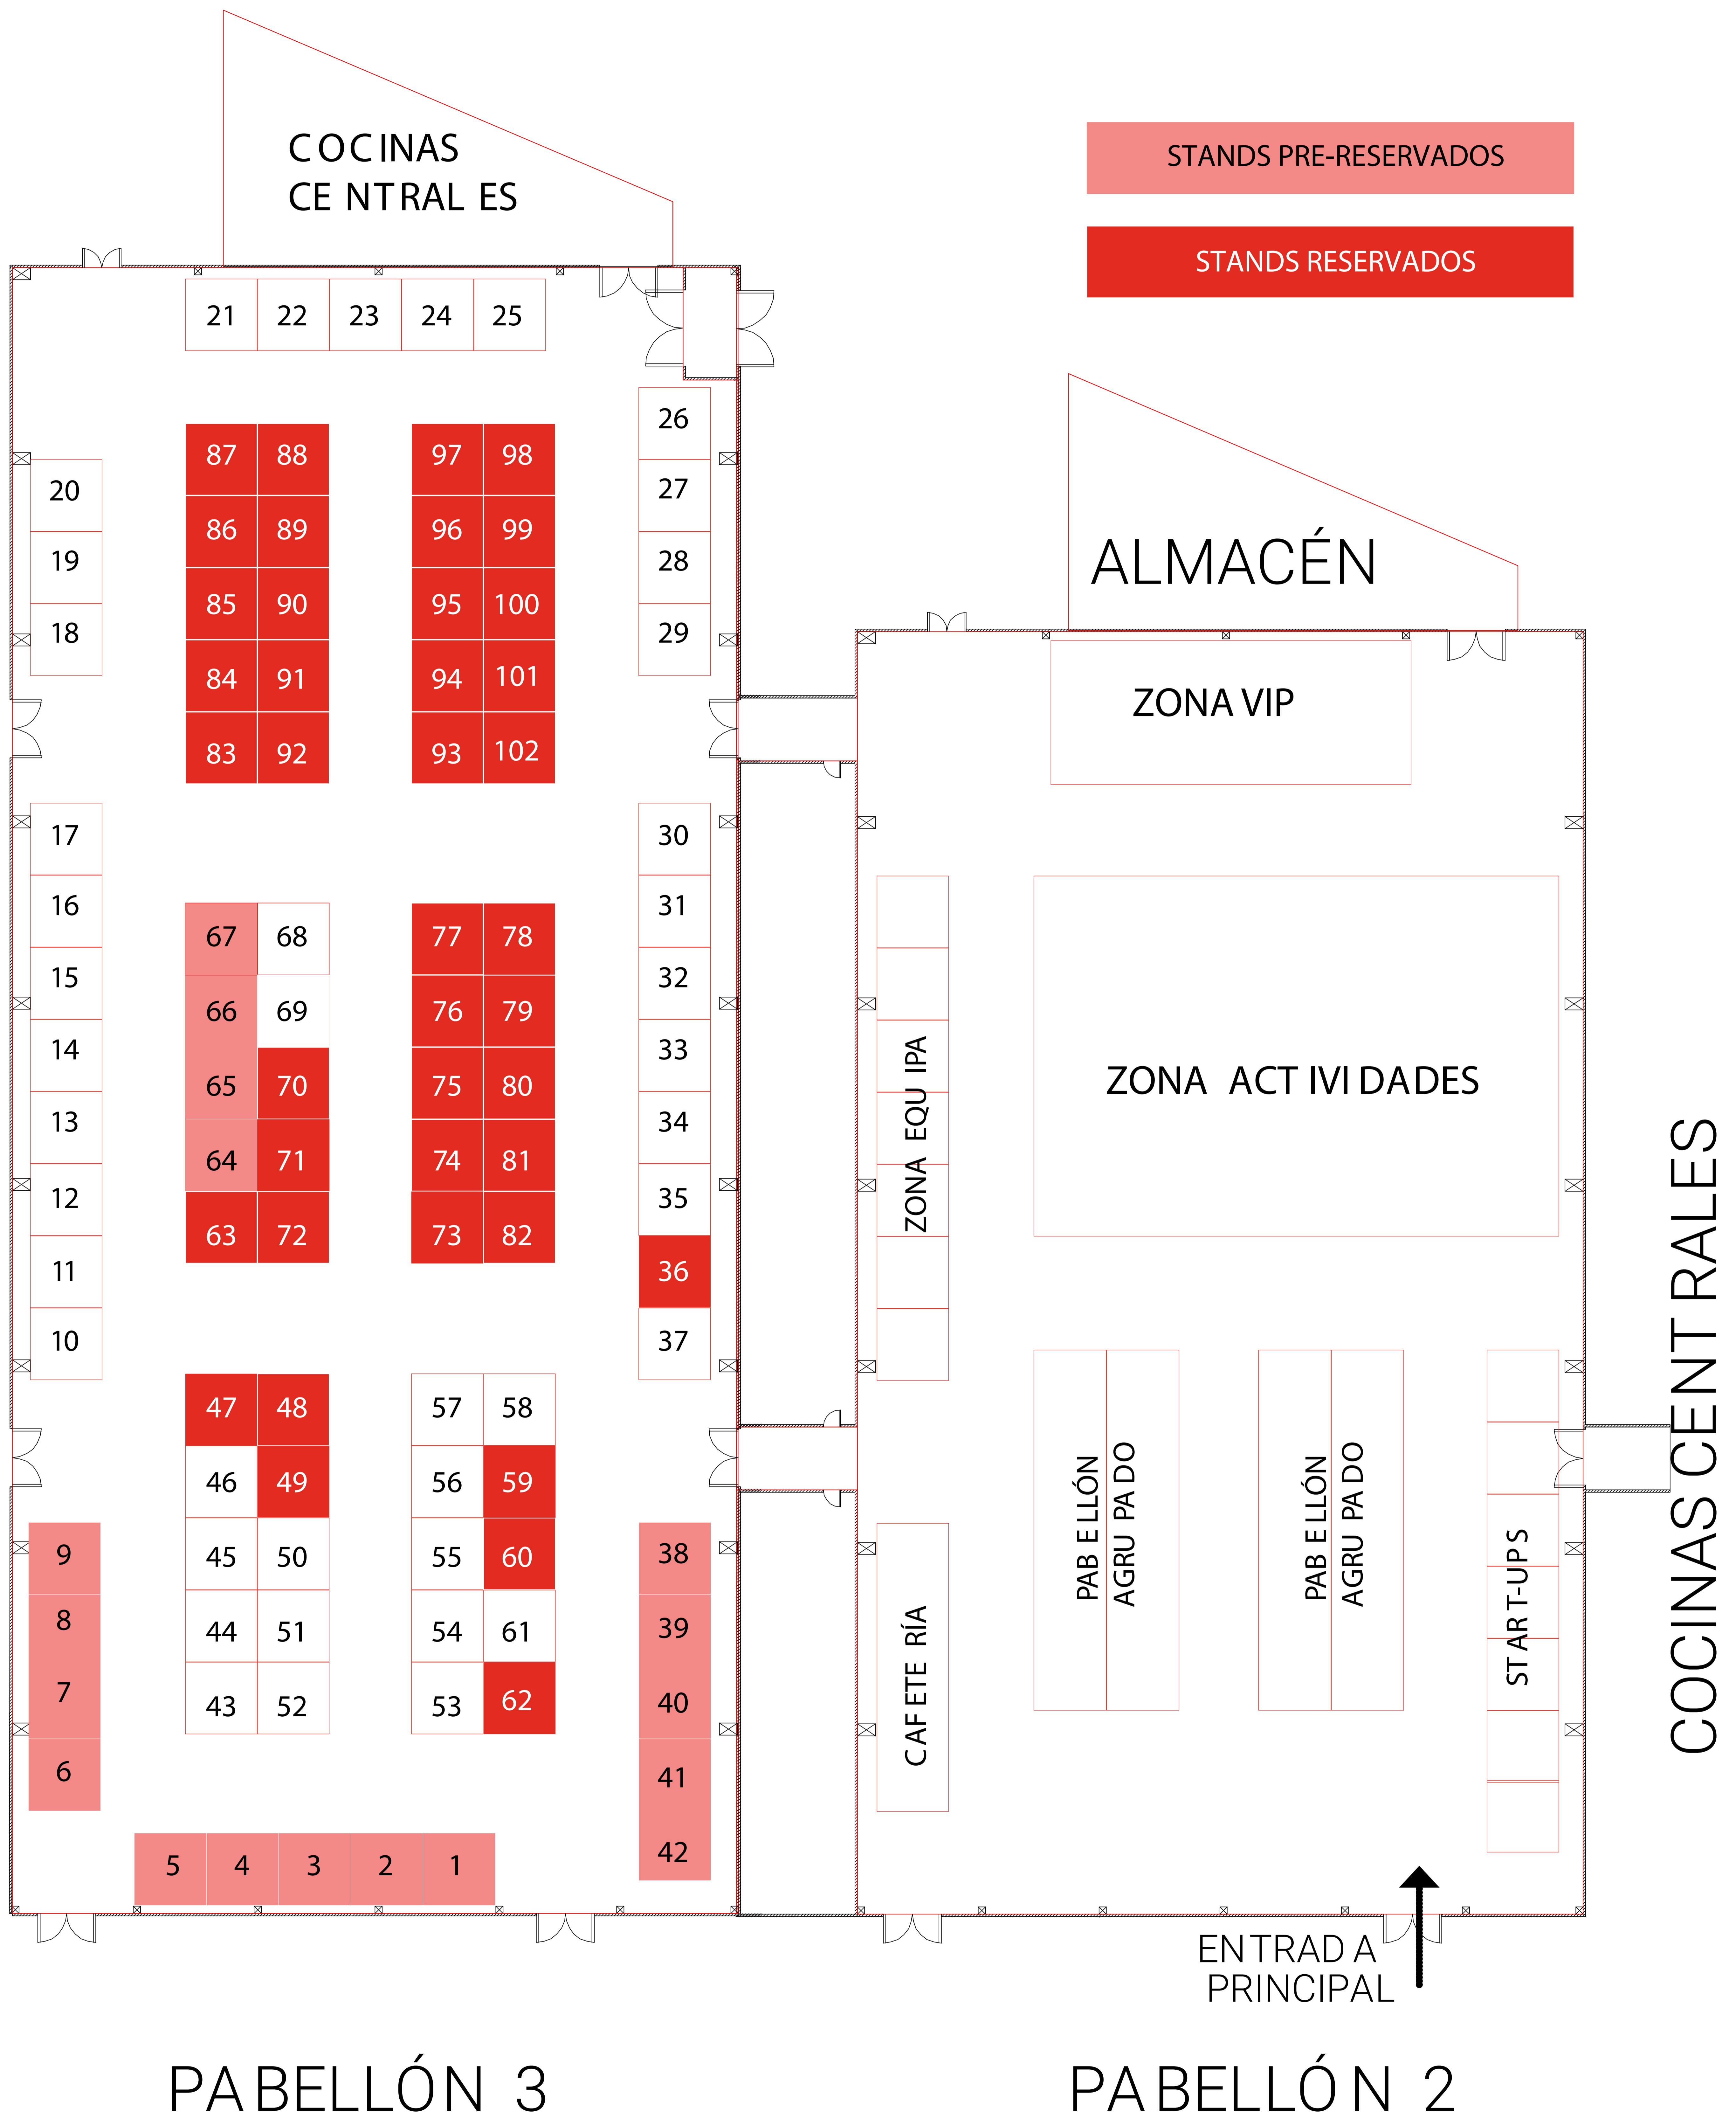 COCINAS
CENTRALES
STANDS PRE-RESERVADOS
STANDS RESERVADOS
21 22 23 24 25
26
27
28
29
20
19
18
87 88
86 89
85 90
84 91
83 92
97 98
96 99
95 100
94 101
93 102
17
16
15
14
13
12
11
10
67 68
66 69
65 70
64 71
63 72
77 78
76 79
75 80
74 81
73 82
30
31
32
33
34
35
36
37
47 48
46 49
45 50
44 51
43 52
57 58
56 59
55 60
54 61
53 62
9
8
7
6
38
39
40
41
42
5 4 3 2 1
ALMACÉN
ZONA VIP
ZONA EQUIPA
ZONA ACTIVIDADES
CAFETERÍA
PABELLÓN
AGRUPADO
PABELLÓN
AGRUPADO
START-UPS
COCINAS CENTRALES
ENTRADA
PRINCIPAL
PABELLÓN 3
PABELLÓN 2